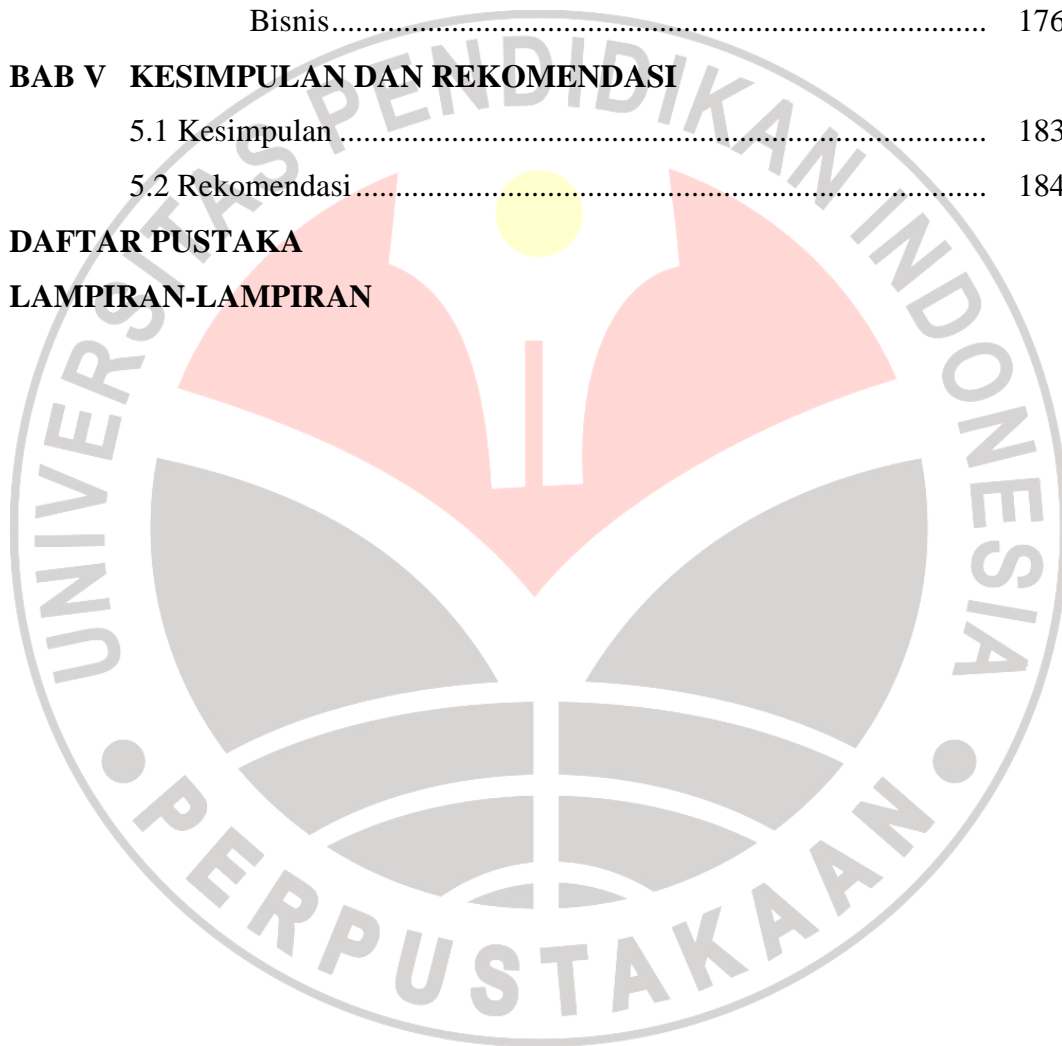 Bisnis........................................................................... 176
BAB V KESIMPULAN DAN REKOMENDASI
5.1 Kesimpulan .......................................................................... 183
5.2 Rekomendasi ........................................................................ 184
DAFTAR PUSTAKA
LAMPIRAN-LAMPIRAN
UNIVERSITAS PENDIDIKAN INDONESIA
PERPUSTAKAAN